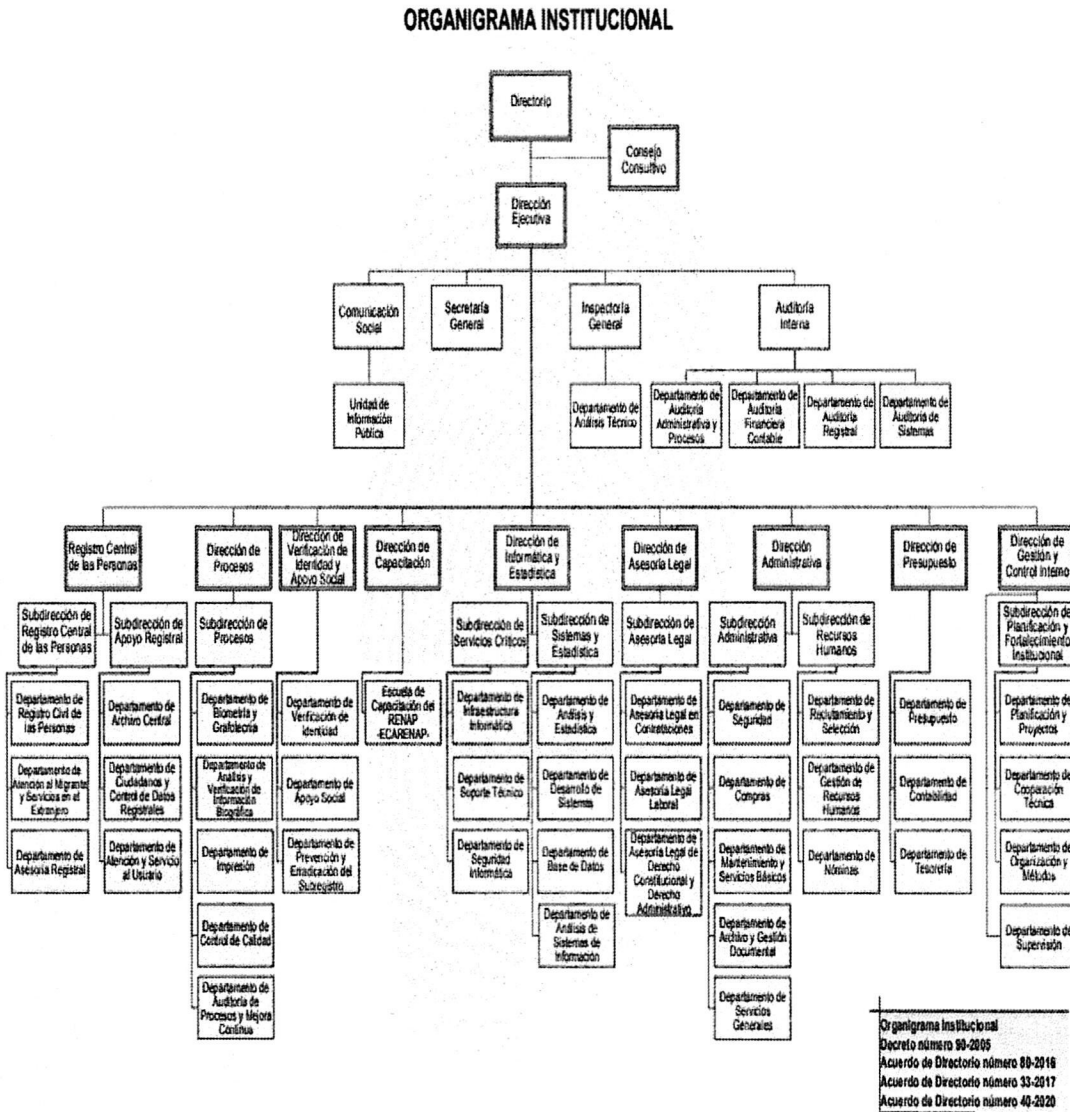 ORGANIGRAMA INSTITUCIONAL
Directorio
Consejo
Consultivo
Dirección
Ejecutiva
Comunicación
Social
Secretaría
General
Inspectoría
General
Auditoría
Interna
Unidad de
Información
Pública
Departamento de
Análisis Técnico
Departamento de
Auditoría
Administrativa y
Procesos
Departamento de
Auditoría
Financiera
Contable
Departamento de
Auditoría
Registral
Departamento de
Auditoría de
Sistemas
Registro Central
de las Personas
Dirección de
Procesos
Dirección de
Verificación de
Identidad y
Apoyo Social
Dirección de
Capacitación
Dirección de
Informática y
Estadística
Dirección de
Asesoría Legal
Dirección
Administrativa
Dirección de
Presupuesto
Dirección de
Gestión y
Control Interno
Subdirección de
Registro Central
de las Personas
Subdirección de
Apoyo Registral
Subdirección de
Procesos
Subdirección de
Servicios Críticos
Subdirección de
Sistemas y
Estadística
Subdirección de
Asesoría Legal
Subdirección
Administrativa
Subdirección de
Recursos
Humanos
Subdirección de
Planificación y
Fortalecimiento
Institucional
Departamento de
Registro Civil de
las Personas
Departamento de
Archivo Central
Departamento de
Biometría y
Grafotecnia
Departamento de
Verificación de
Identidad
Escuela de
Capacitación del
RENAP
-ECARENAP-
Departamento de
Infraestructura
Informática
Departamento de
Análisis y
Estadística
Departamento de
Asesoría Legal en
Contrataciones
Departamento de
Seguridad
Departamento de
Reclutamiento y
Selección
Departamento de
Presupuesto
Departamento de
Planificación y
Proyectos
Departamento de
Atención al Migrante
y Servicios en el
Extranjero
Departamento de
Ciudadanos y
Control de Datos
Registrales
Departamento de
Análisis y
Verificación de
Información
Biográfica
Departamento de
Apoyo Social
Departamento de
Soporte Técnico
Departamento de
Desarrollo de
Sistemas
Departamento de
Asesoría Legal
Laboral
Departamento de
Compras
Departamento de
Gestión de
Recursos
Humanos
Departamento de
Contabilidad
Departamento de
Cooperación
Técnica
Departamento de
Asesoría Registral
Departamento de
Atención y Servicio
al Usuario
Departamento de
Impresión
Departamento de
Prevención y
Erradicación del
Subregistro
Departamento de
Seguridad
Informática
Departamento de
Base de Datos
Departamento de
Asesoría Legal de
Derecho
Constitucional y
Derecho
Administrativo
Departamento de
Mantenimiento y
Servicios Básicos
Departamento de
Nóminas
Departamento de
Tesorería
Departamento de
Organización y
Métodos
Departamento de
Control de Calidad
Departamento de
Análisis de
Sistemas de
Información
Departamento de
Archivo y Gestión
Documental
Departamento de
Supervisión
Departamento de
Auditoría de
Procesos y Mejora
Continua
Departamento de
Servicios
Generales
Organigrama Institucional
Decreto número 90-2005
Acuerdo de Directorio número 80-2016
Acuerdo de Directorio número 33-2017
Acuerdo de Directorio número 40-2020